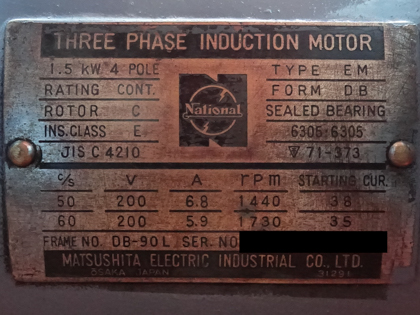 THREE PHASE INDUCTION MOTOR
1.5 kW 4 POLE TYPE EM
RATING CONT. FORM DB
ROTOR C SEALED BEARING
INS.CLASS E 6305 6305
JIS C 4210 71-373
National
c/s V A rpm STARTING CUR.
50 200 6.8 1440 38
60 200 5.9 1730 35
FRAME NO. DB-90L SER. NO
MATSUSHITA ELECTRIC INDUSTRIAL CO., LTD.
OSAKA JAPAN 31291